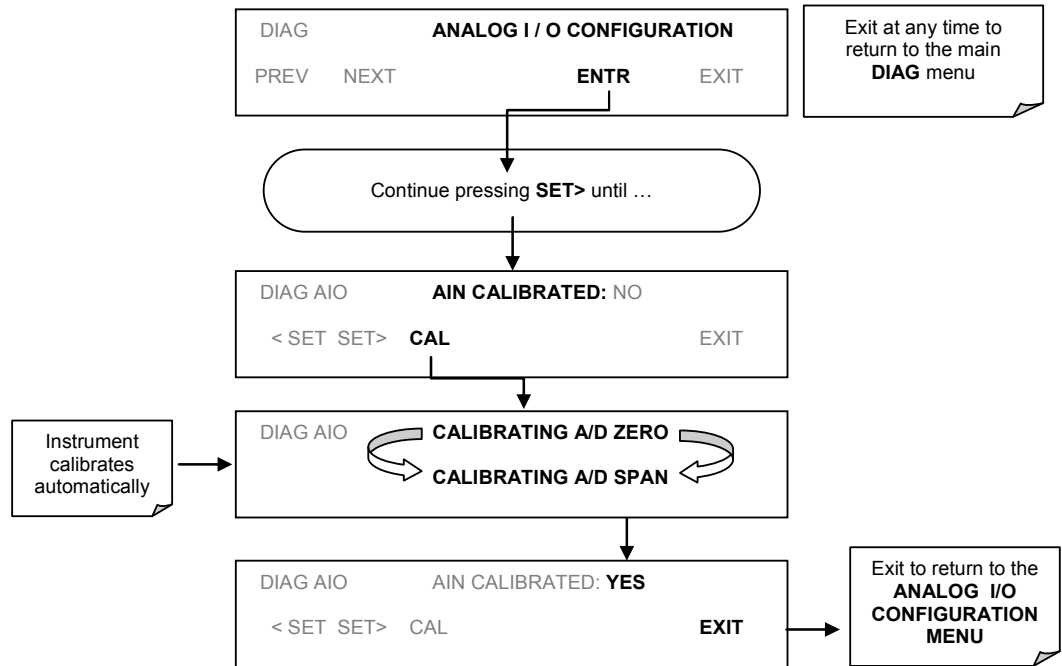 DIAG ANALOG I / O CONFIGURATION
PREV NEXT ENTR EXIT
Exit at any time to
return to the main
DIAG menu
Continue pressing SET> until …
DIAG AIO AIN CALIBRATED: NO
< SET SET> CAL EXIT
Instrument
calibrates
automatically
DIAG AIO CALIBRATING A/D ZERO
CALIBRATING A/D SPAN
DIAG AIO AIN CALIBRATED: YES
< SET SET> CAL EXIT
Exit to return to the
ANALOG I/O
CONFIGURATION
MENU